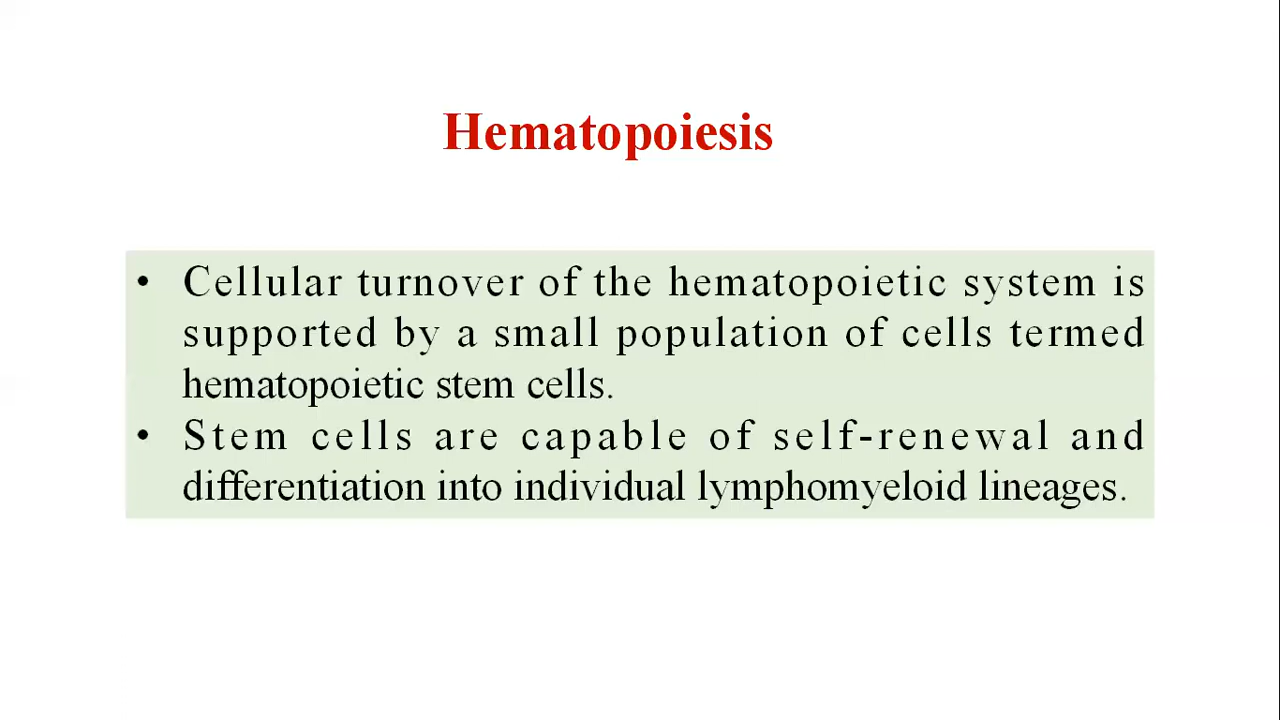 Hematopoiesis
• Cellular turnover of the hematopoietic system is
supported by a small population of cells termed
hematopoietic stem cells.
• Stem cells are capable of self-renewal and
differentiation into individual lymphomyeloid lineages.